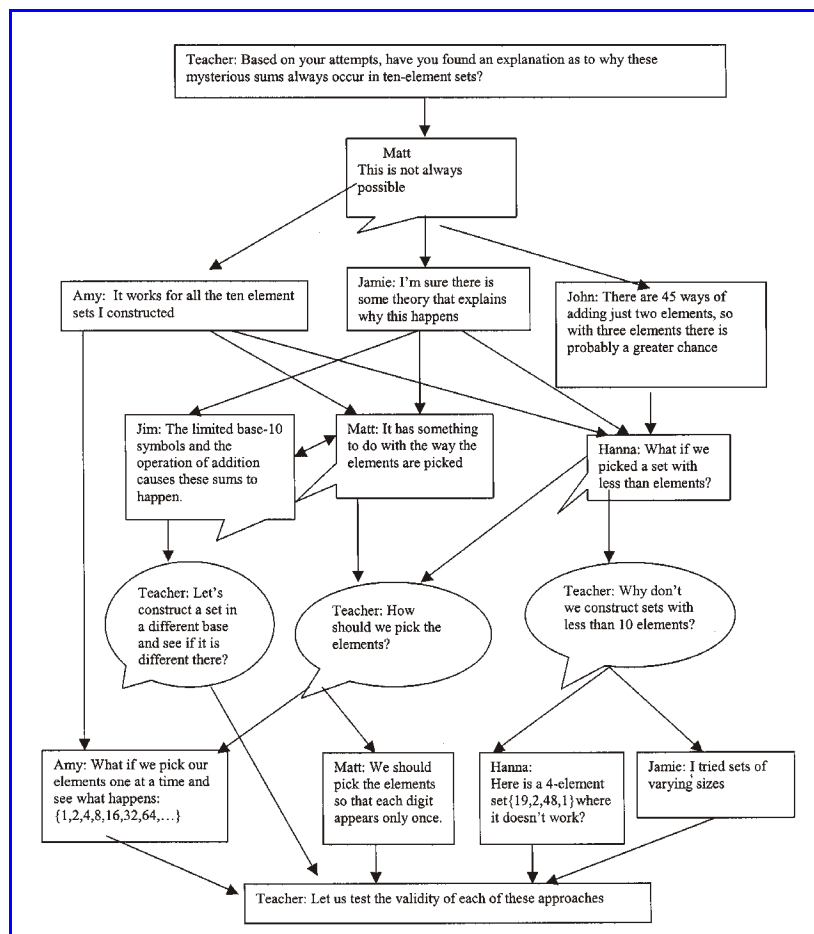 Teacher: Based on your attempts, have you found an explanation as to why these
mysterious sums always occur in ten-element sets?
Matt
This is not always
possible
Amy: It works for all the ten element
sets I constructed
Jamie: I'm sure there is
some theory that explains
why this happens
John: There are 45 ways of
adding just two elements, so
with three elements there is
probably a greater chance
Jim: The limited base-10
symbols and the
operation of addition
causes these sums to
happen.
Matt: It has something
to do with the way the
elements are picked
Hanna: What if we
picked a set with
less than elements?
Teacher: Let's
construct a set in
a different base
and see if it is
different there?
Teacher: How
should we pick the
elements?
Teacher: Why don't
we construct sets with
less than 10 elements?
Amy: What if we pick our
elements one at a time and
see what happens:
{1,2,4,8,16,32,64,...}
Matt: We should
pick the elements
so that each digit
appears only once.
Hanna:
Here is a 4-element
set{19,2,48,1}where
it doesn't work?
Jamie: I tried sets of
varying sizes
Teacher: Let us test the validity of each of these approaches